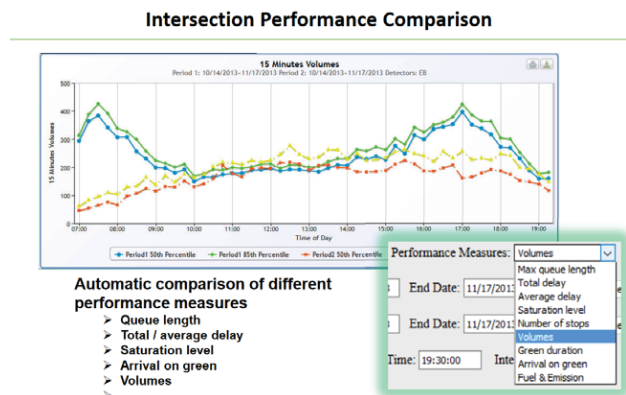 Intersection Performance Comparison
15 Minutes Volumes
Period 1: 10/14/2013~11/17/2013 Period 2: 10/14/2013~11/17/2013 Detectors: EB
500
400
300
200
100
0
15 Minutes Volumes
07:00 08:00 09:00 10:00 11:00 12:00 13:00 14:00 15:00 16:00 17:00 18:00 19:00
Time of Day
Period1 50th Percentile Period1 85th Percentile Period2 50th Percentile
Performance Measures: Volumes
Max queue length
Total delay
Average delay
Saturation level
Number of stops
Volumes
Green duration
Arrival on green
Fuel & Emission
End Date: 11/17/2013
End Date: 11/17/2013
Time: 19:30:00 Inte
Automatic comparison of different
performance measures
➢ Queue length
➢ Total / average delay
➢ Saturation level
➢ Arrival on green
➢ Volumes